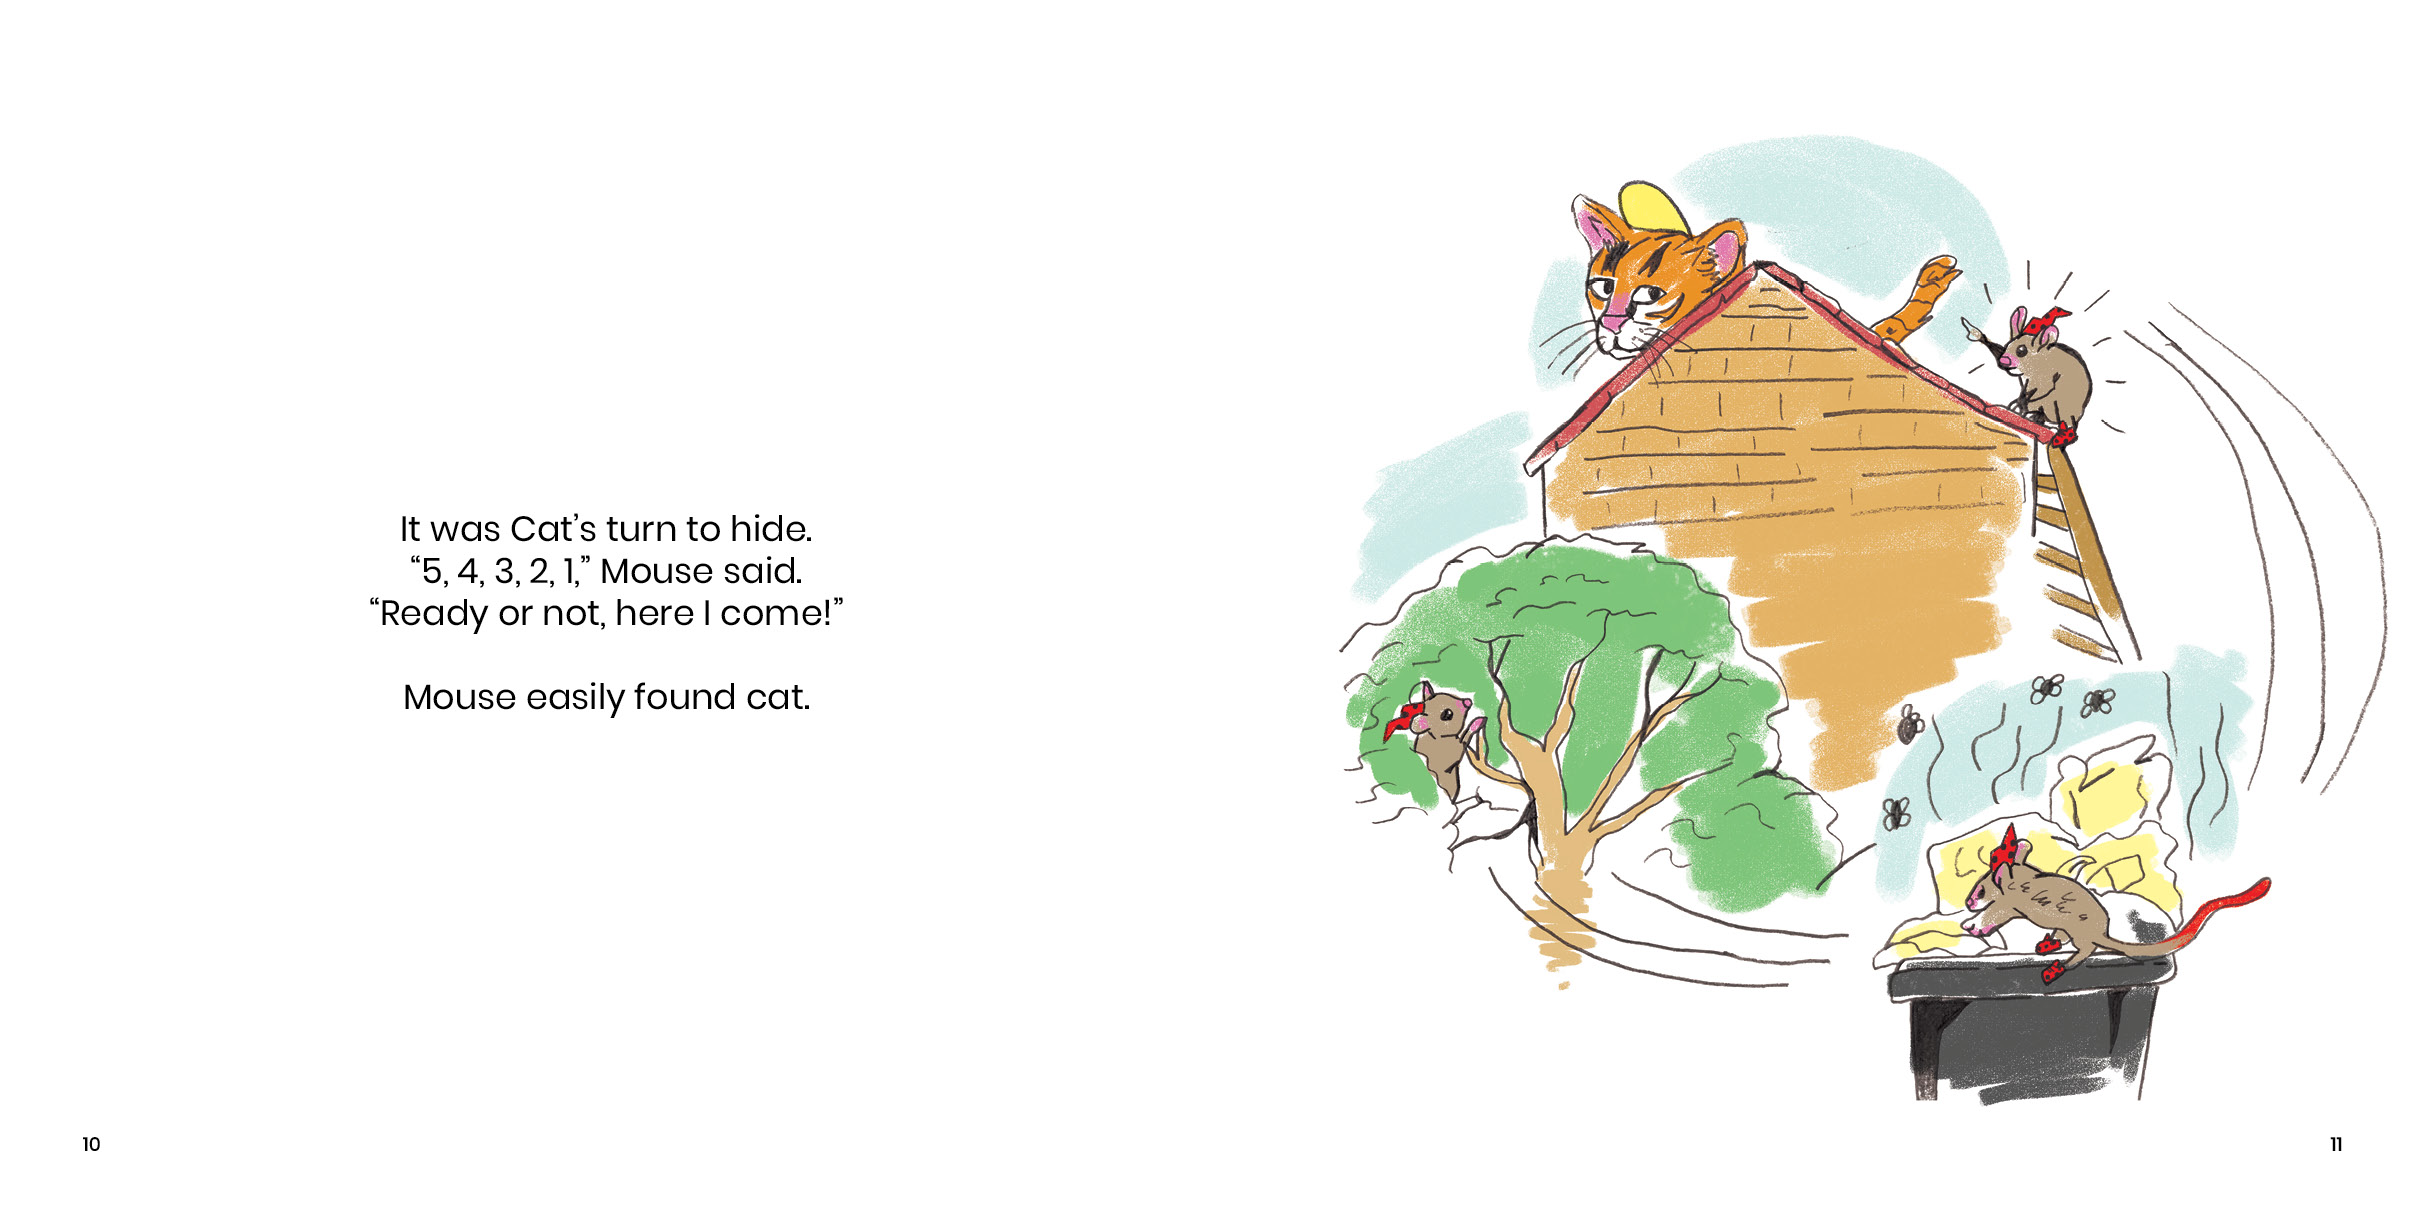 It was Cat’s turn to hide.
“5, 4, 3, 2, 1,” Mouse said.
“Ready or not, here I come!”
Mouse easily found cat.
10
11